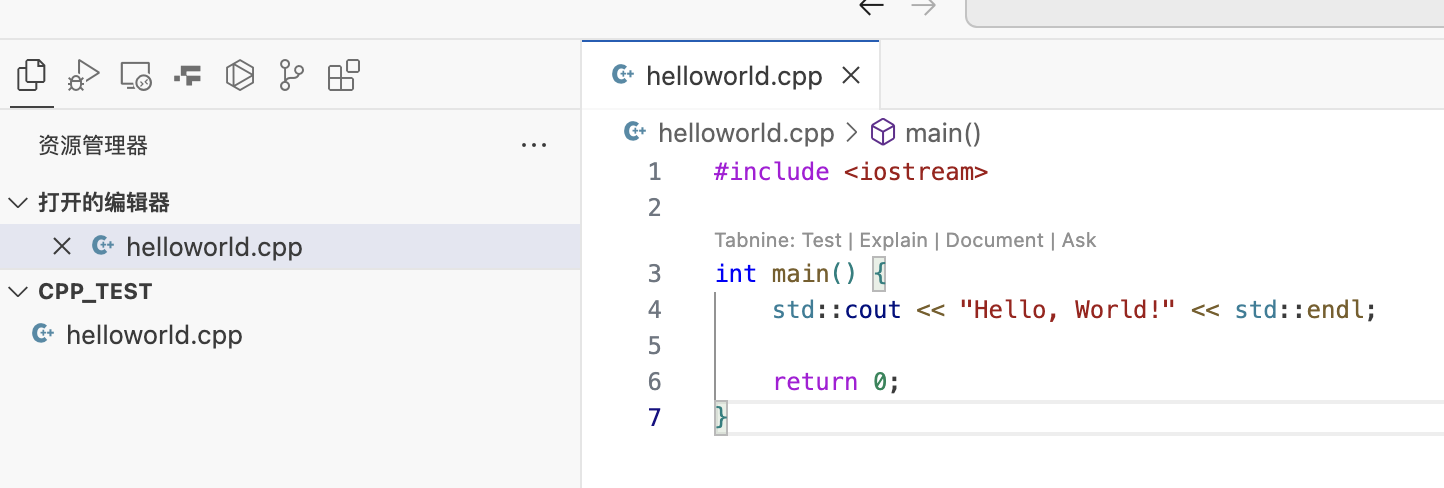 资源管理器
打开的编辑器
helloworld.cpp
CPP_TEST
helloworld.cpp
helloworld.cpp
helloworld.cpp > main()
1 #include <iostream>
2
Tabnine: Test | Explain | Document | Ask
3 int main() {
4 std::cout << "Hello, World!" << std::endl;
5
6 return 0;
7 }